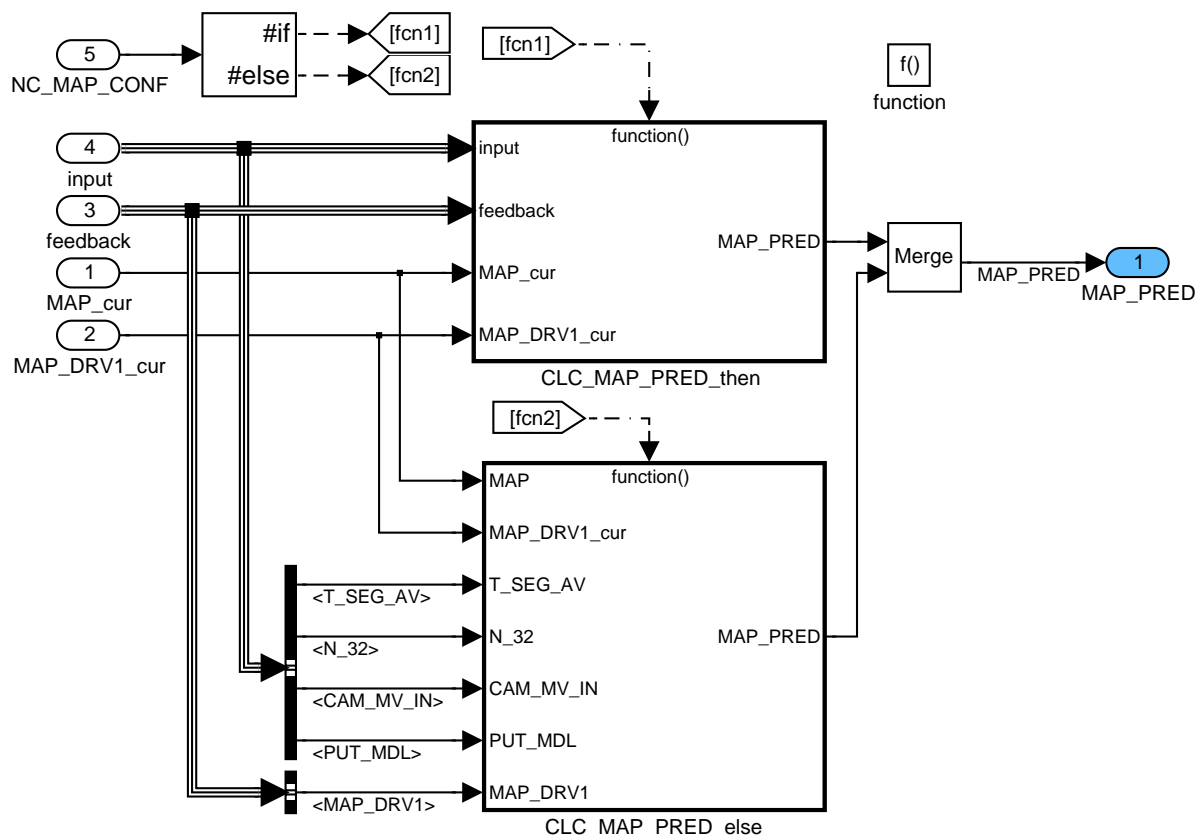 5
NC_MAP_CONF
#if
#else
[fcn1]
[fcn2]
[fcn1]
f()
function
4
input
3
feedback
1
MAP_cur
2
MAP_DRV1_cur
function()
input
feedback
MAP_cur
MAP_DRV1_cur
MAP_PRED
CLC_MAP_PRED_then
Merge
MAP_PRED
1
MAP_PRED
[fcn2]
function()
MAP
MAP_DRV1_cur
T_SEG_AV
N_32
CAM_MV_IN
PUT_MDL
MAP_DRV1
MAP_PRED
<T_SEG_AV>
<N_32>
<CAM_MV_IN>
<PUT_MDL>
<MAP_DRV1>
CLC_MAP_PRED_else